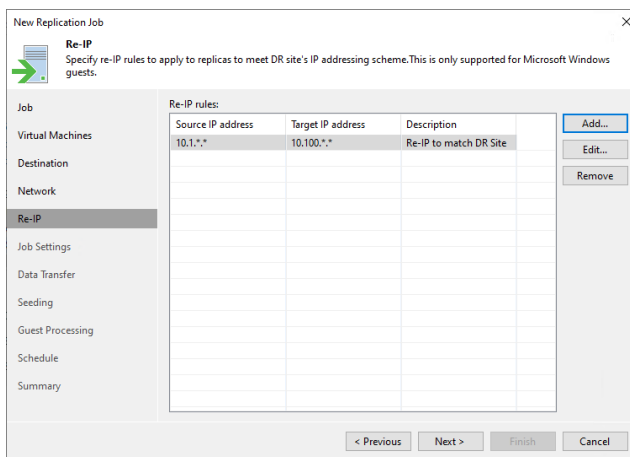 New Replication Job
Re-IP
Specify re-IP rules to apply to replicas to meet DR site's IP addressing scheme.This is only supported for Microsoft Windows
guests.
Job
Virtual Machines
Destination
Network
Re-IP
Job Settings
Data Transfer
Seeding
Guest Processing
Schedule
Summary
Re-IP rules:
Source IP address Target IP address Description
10.1.*.* 10.100.*.* Re-IP to match DR Site
Add...
Edit...
Remove
< Previous Next > Finish Cancel